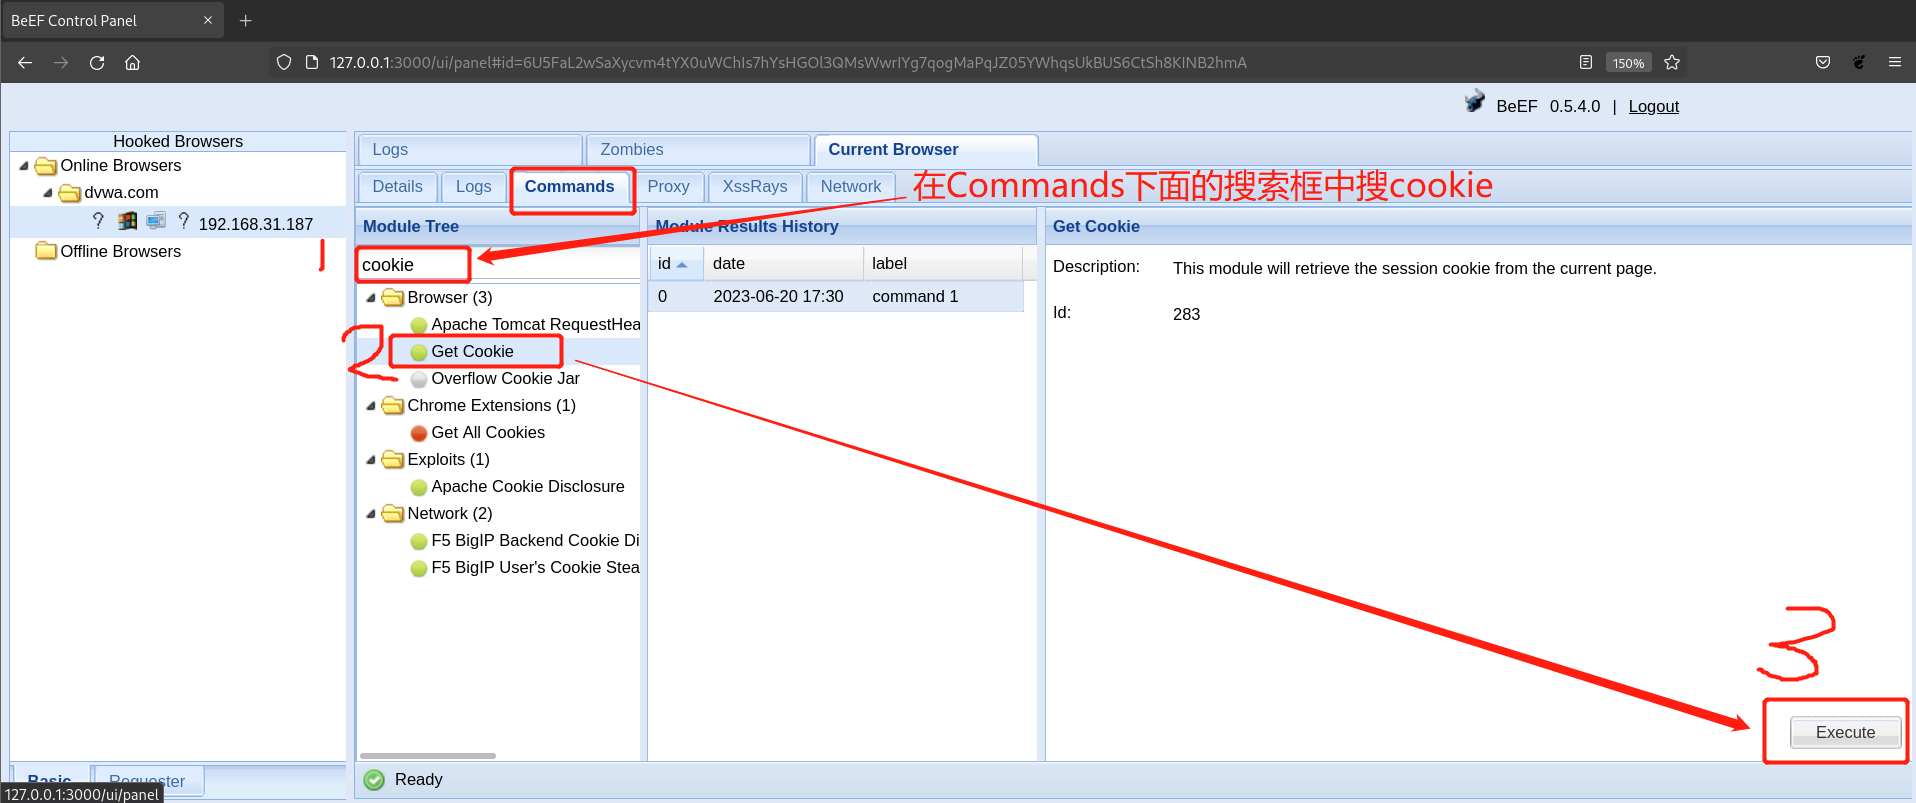 BeEF Control Panel
127.0.0.1:3000/ui/panel#id=6U5FaL2wSaXycvm4tYX0uWChIs7hYsHGOl3QMsWwrIYg7qogMaPqJZ05YWhqsUkBUS6CtSh8KINB2hmA
150%
BeEF 0.5.4.0 | Logout
Hooked Browsers
Online Browsers
dvwa.com
192.168.31.187
Offline Browsers
1
Logs
Zombies
Current Browser
Details
Logs
Commands
Proxy
XssRays
Network
在Commands下面的搜索框中搜cookie
Module Tree
cookie
Browser (3)
Apache Tomcat RequestHea
2
Get Cookie
Overflow Cookie Jar
Chrome Extensions (1)
Get All Cookies
Exploits (1)
Apache Cookie Disclosure
Network (2)
F5 BigIP Backend Cookie Di
F5 BigIP User's Cookie Stea
Module Results History
id date label
0 2023-06-20 17:30 command 1
Get Cookie
Description: This module will retrieve the session cookie from the current page.
Id: 283
3
Execute
Basic
Requester
Ready
127.0.0.1:3000/ui/panel